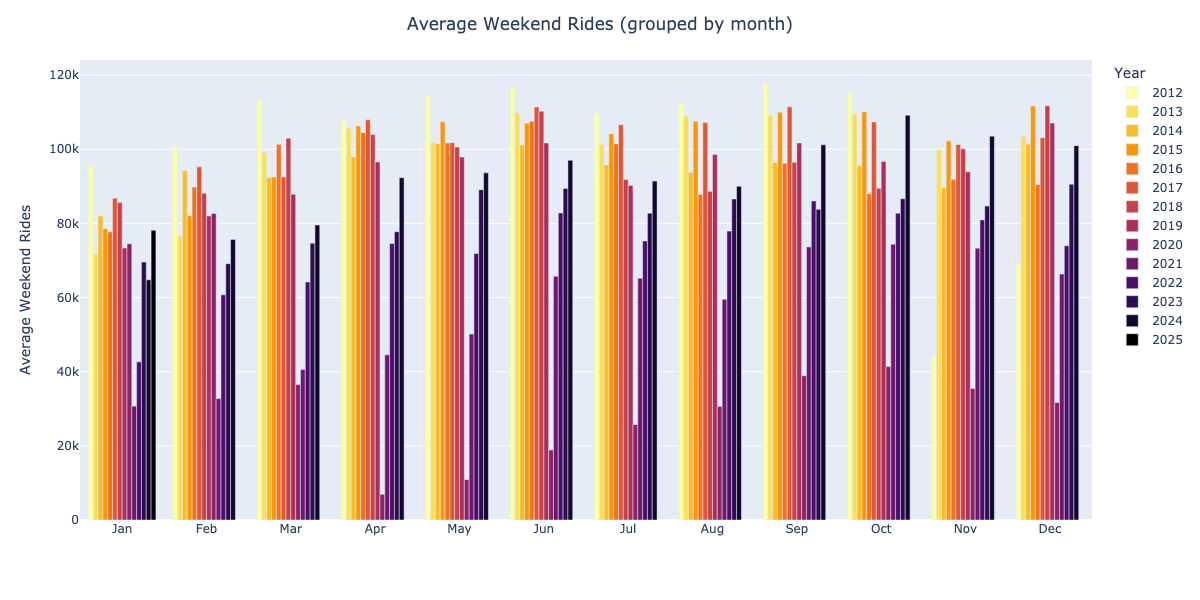 Average Weekend Rides (grouped by month)
120k
100k
80k
60k
40k
20k
0
Average Weekend Rides
Jan
Feb
Mar
Apr
May
Jun
Jul
Aug
Sep
Oct
Nov
Dec
Year
2012
2013
2014
2015
2016
2017
2018
2019
2020
2021
2022
2023
2024
2025